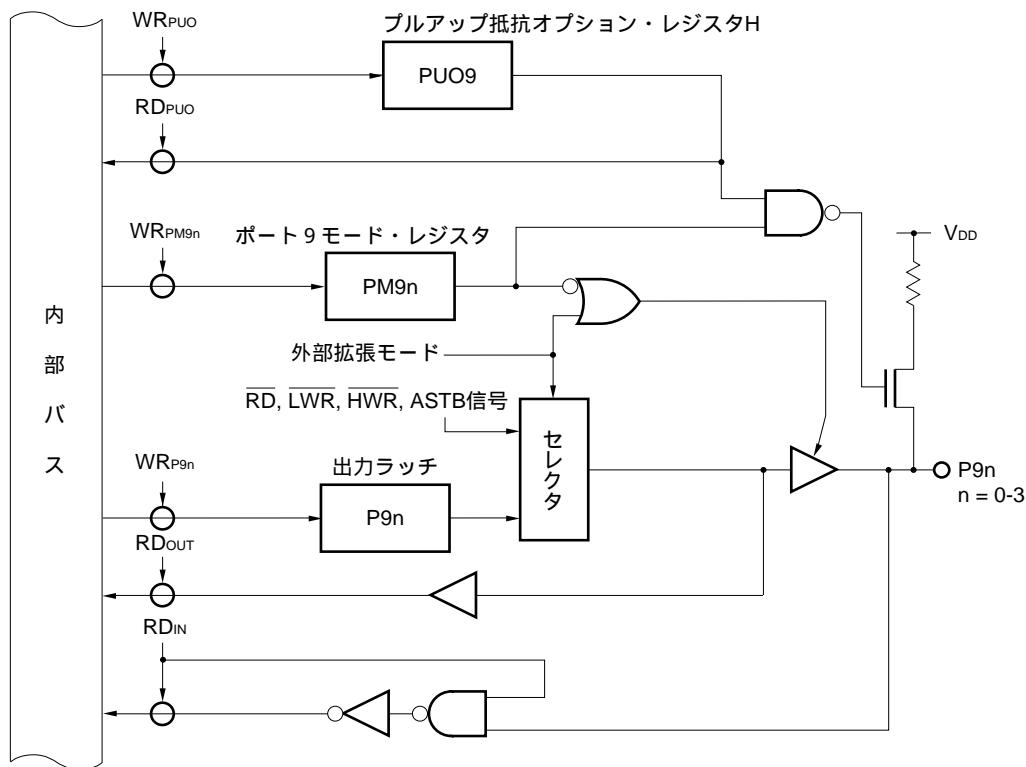 WRPUO
プルアップ抵抗オプション・レジスタH
PUO9
RDPUO
WRPM9n
ポート9モード・レジスタ
PM9n
VDD
内部バス
外部拡張モード
RD, LWR, HWR, ASTB信号
セレクタ
WRP9n
出力ラッチ
P9n
P9n
n = 0-3
RDOUT
RDIN